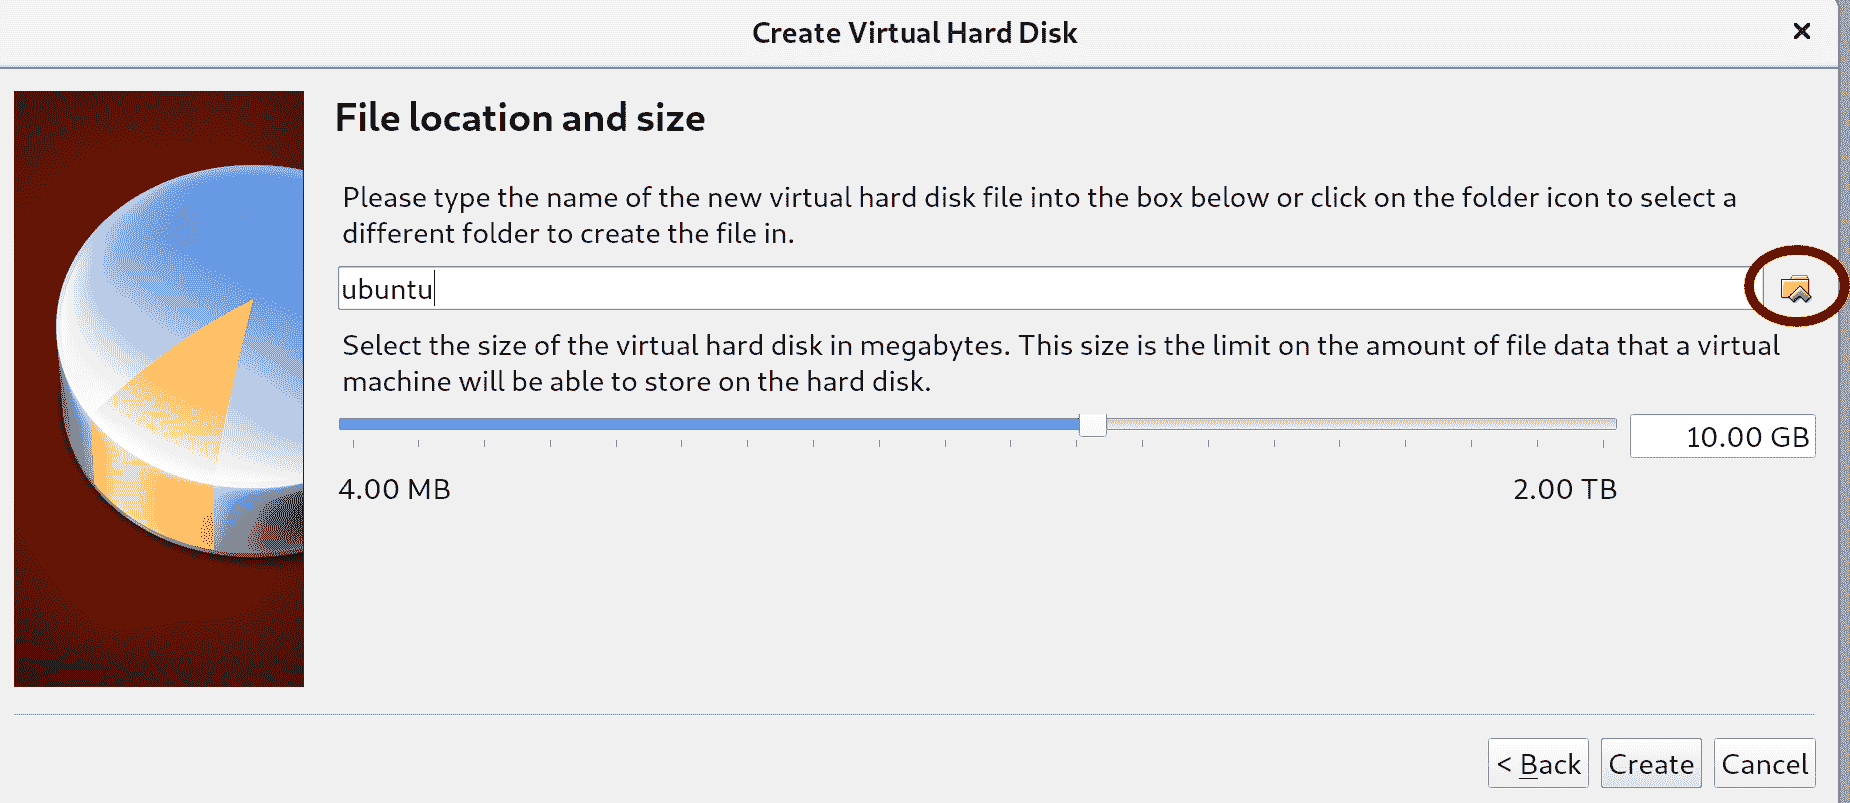 Create Virtual Hard Disk
File location and size
Please type the name of the new virtual hard disk file into the box below or click on the folder icon to select a
different folder to create the file in.
ubuntu
Select the size of the virtual hard disk in megabytes. This size is the limit on the amount of file data that a virtual
machine will be able to store on the hard disk.
10.00 GB
4.00 MB 2.00 TB
< Back Create Cancel